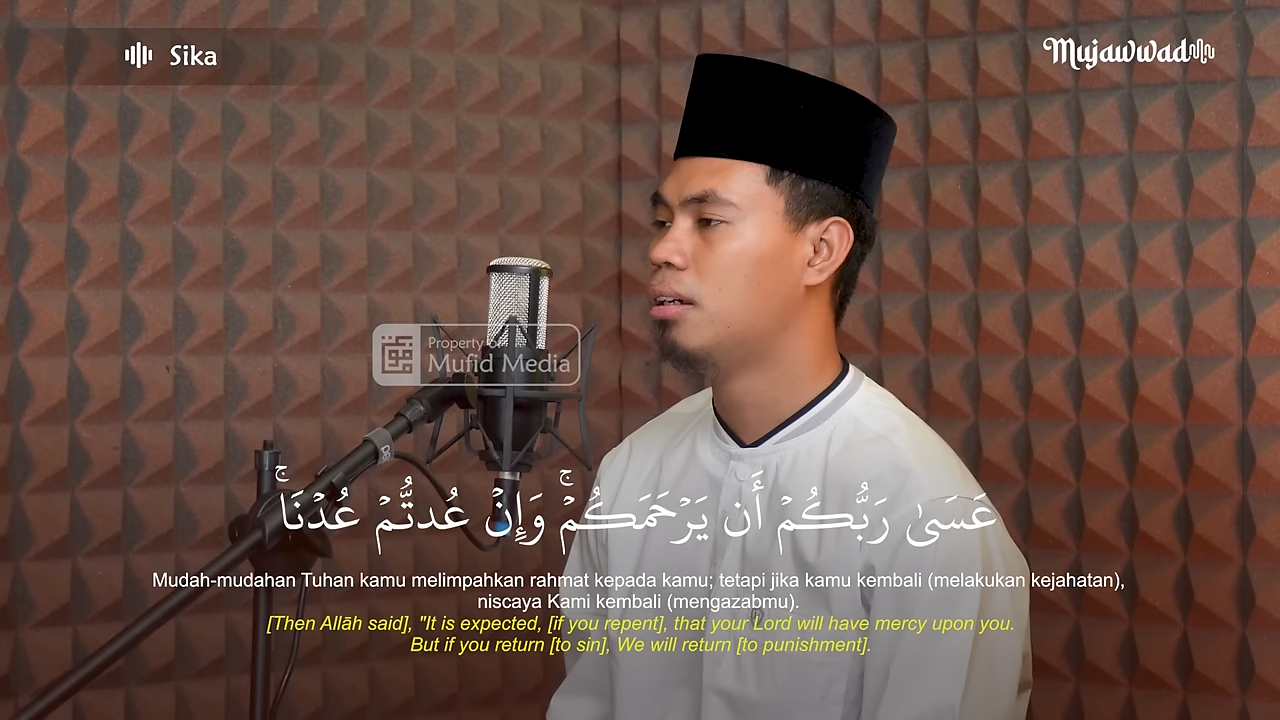 Sika
Mujawwad
Property of
Mufid Media
عَسَىٰ رَبُّكُمْ أَن يَرْحَمَكُمْ ۚ وَإِنْ عُدتُّمْ عُدْنَا ۚ
Mudah-mudahan Tuhan kamu melimpahkan rahmat kepada kamu; tetapi jika kamu kembali (melakukan kejahatan),
niscaya Kami kembali (mengazabmu).
[Then Allāh said], "It is expected, [if you repent], that your Lord will have mercy upon you.
But if you return [to sin], We will return [to punishment].